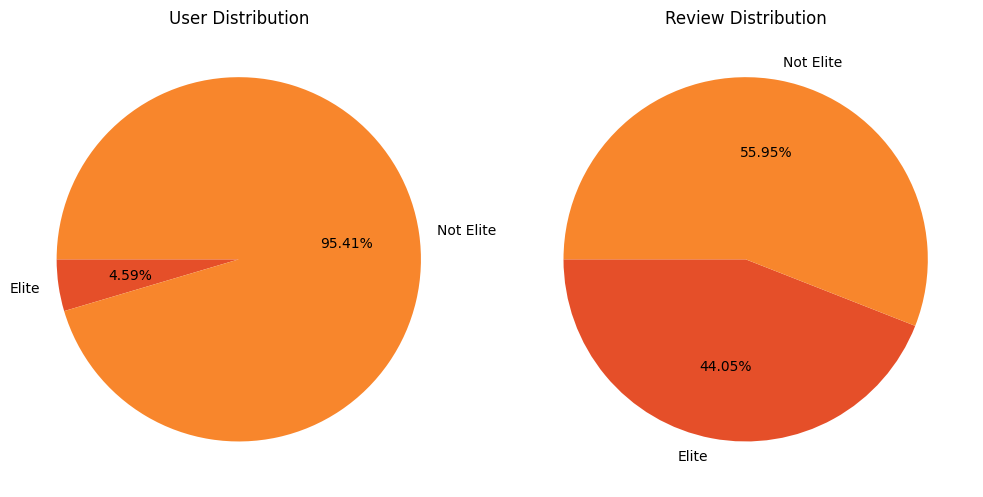 User Distribution
Not Elite
95.41%
4.59%
Elite
Review Distribution
Not Elite
55.95%
44.05%
Elite